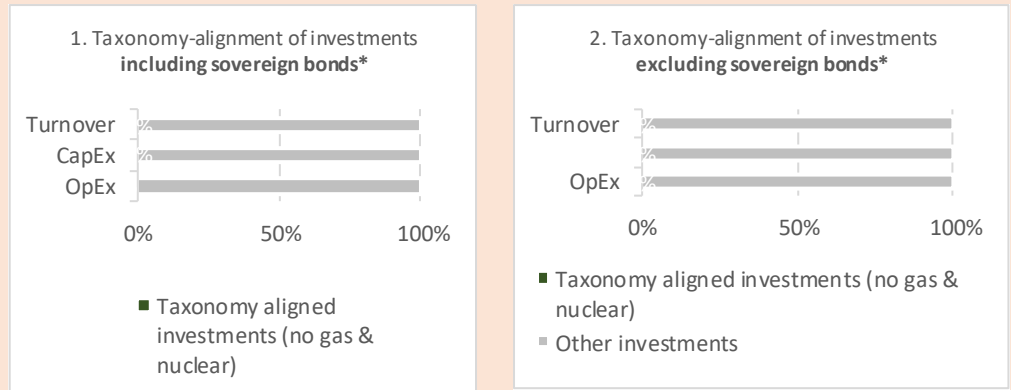 1. Taxonomy-alignment of investments
including sovereign bonds*
Turnover
%
CapEx
%
OpEx
0% 50% 100%
Taxonomy aligned
investments (no gas &
nuclear)
2. Taxonomy-alignment of investments
excluding sovereign bonds*
Turnover
%
%
OpEx
%
0% 50% 100%
Taxonomy aligned investments (no gas &
nuclear)
Other investments